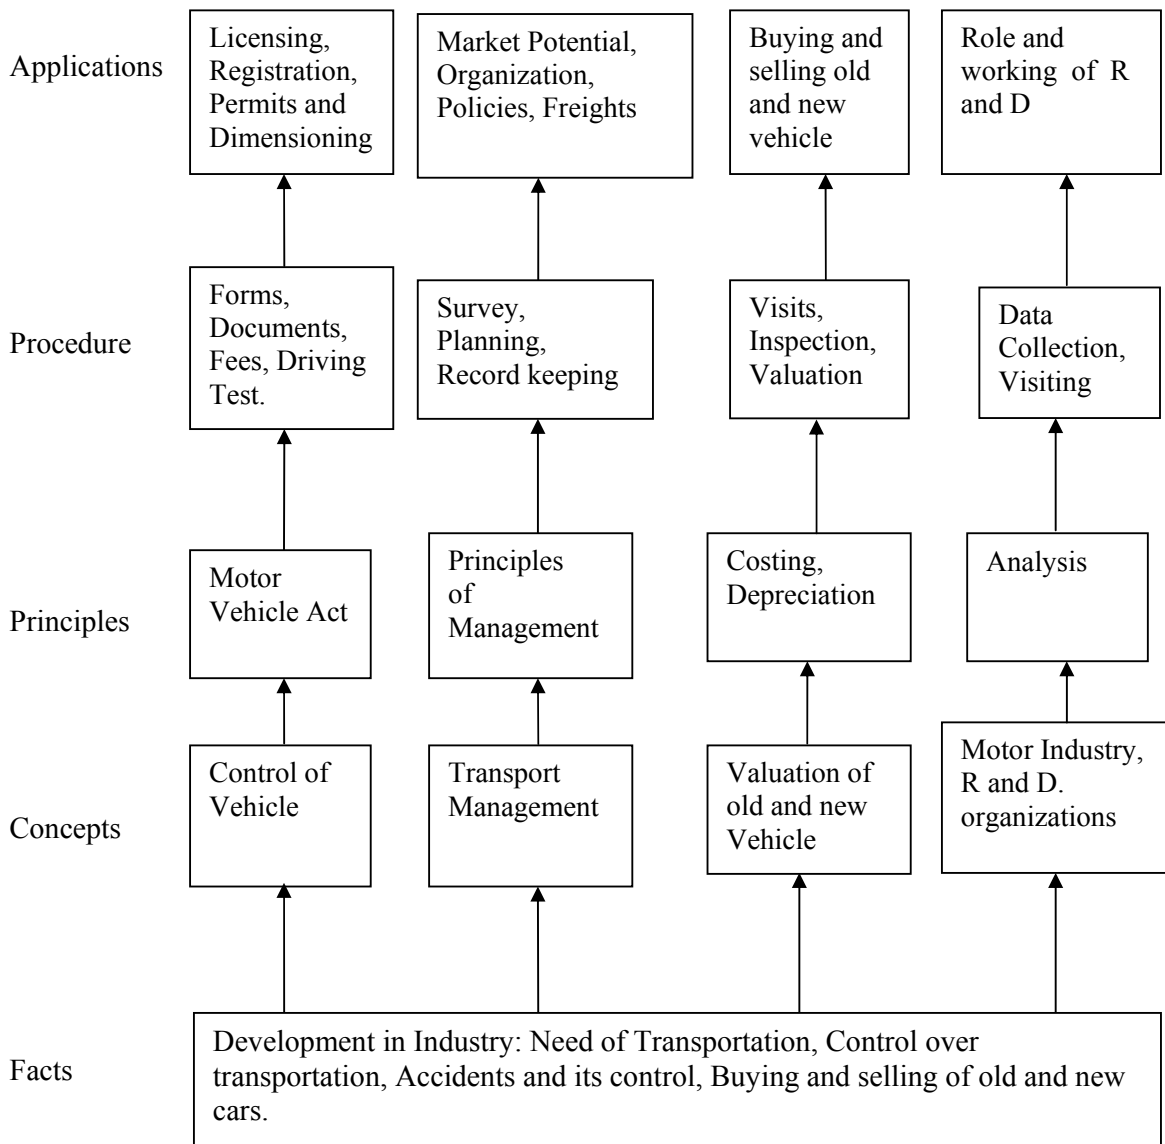 Applications
Licensing,
Registration,
Permits and
Dimensioning
Market Potential,
Organization,
Policies, Freights
Buying and
selling old
and new
vehicle
Role and
working of R
and D
Procedure
Forms,
Documents,
Fees, Driving
Test.
Survey,
Planning,
Record keeping
Visits,
Inspection,
Valuation
Data
Collection,
Visiting
Principles
Motor
Vehicle Act
Principles
of
Management
Costing,
Depreciation
Analysis
Concepts
Control of
Vehicle
Transport
Management
Valuation of
old and new
Vehicle
Motor Industry,
R and D.
organizations
Facts
Development in Industry: Need of Transportation, Control over
transportation, Accidents and its control, Buying and selling of old and new
cars.